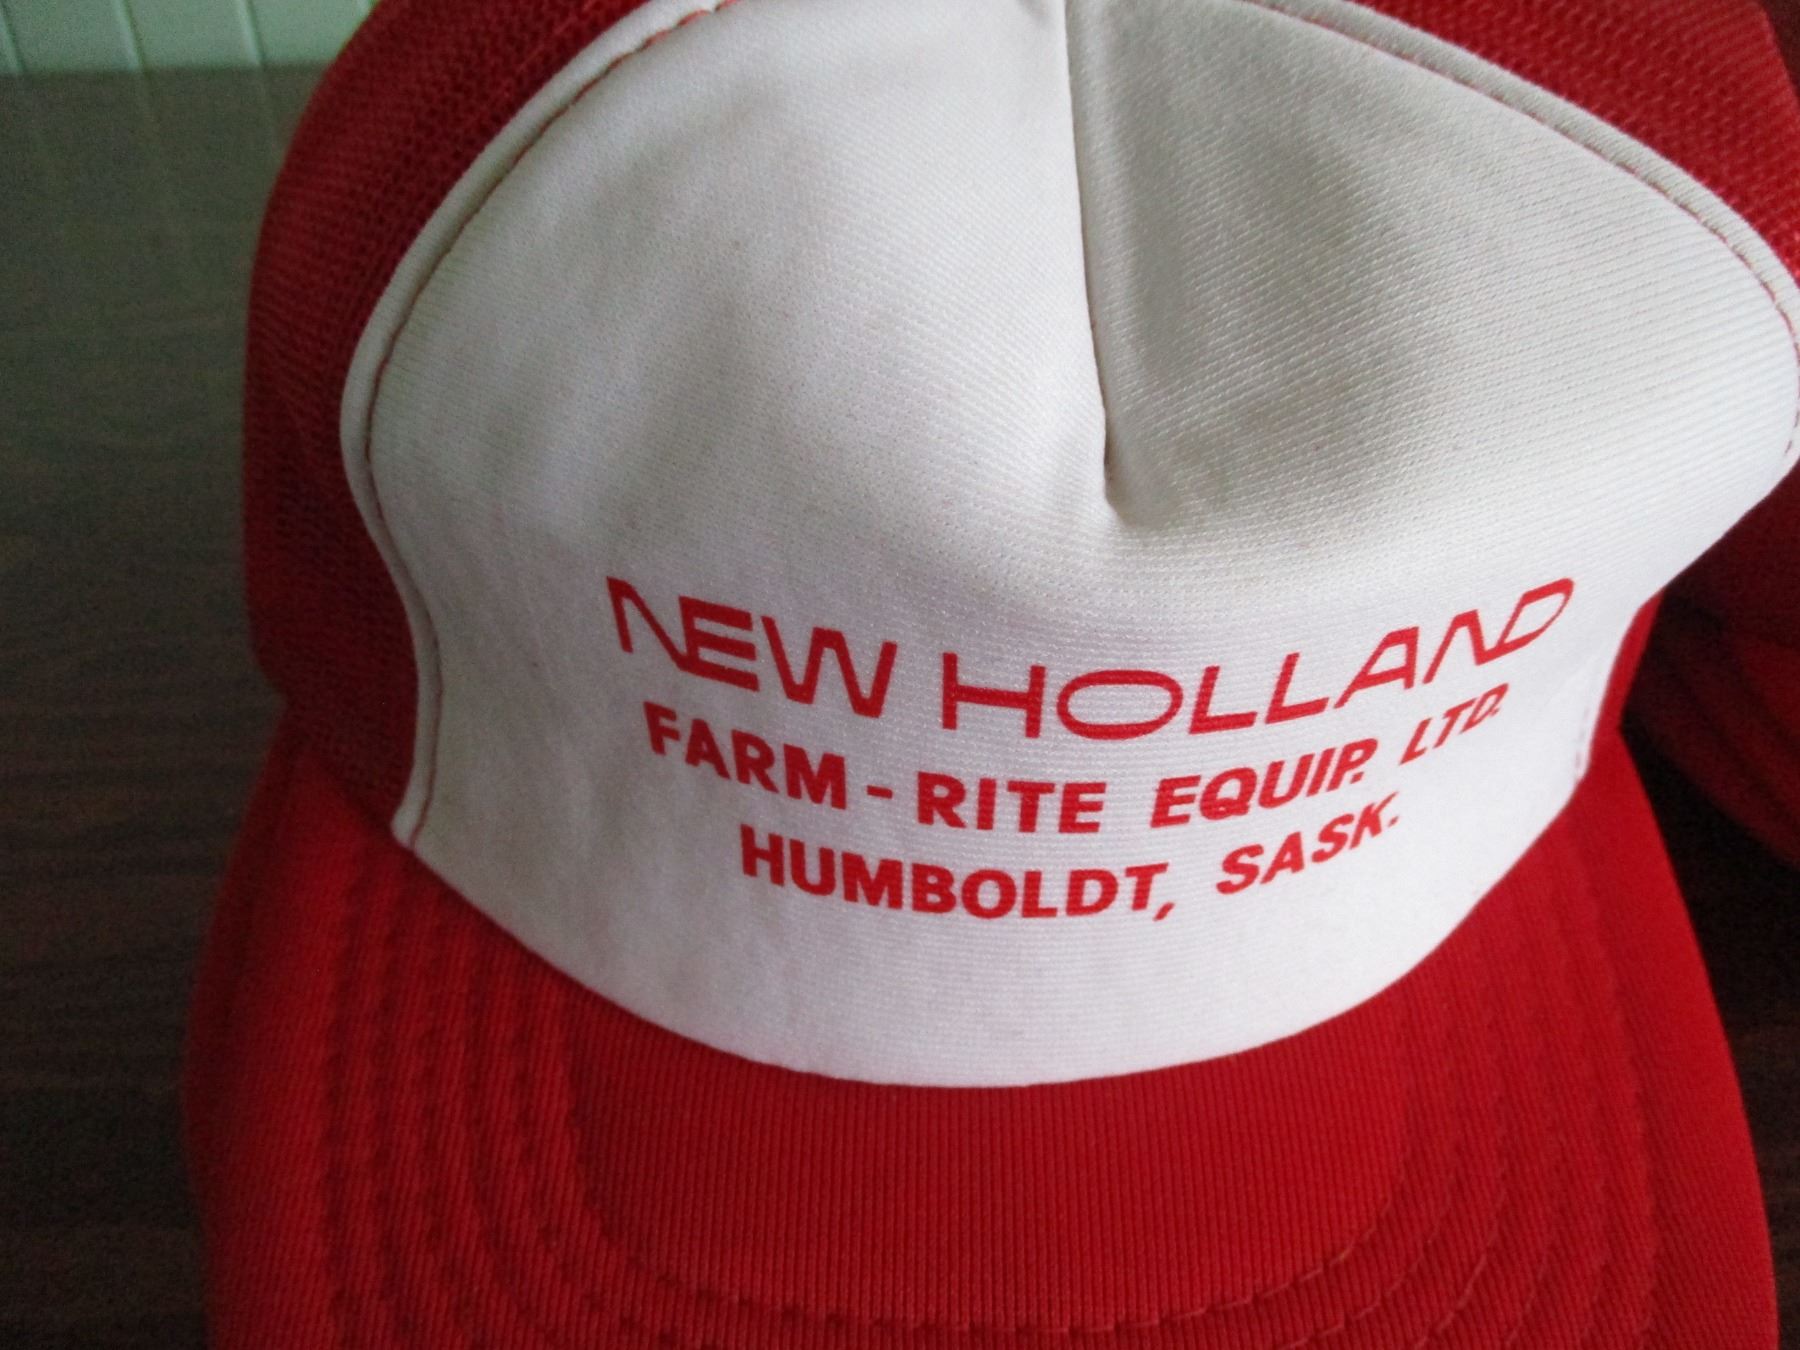 NEW HOLLAND
FARM-RITE EQUIP. LTD.
HUMBOLDT, SASK.